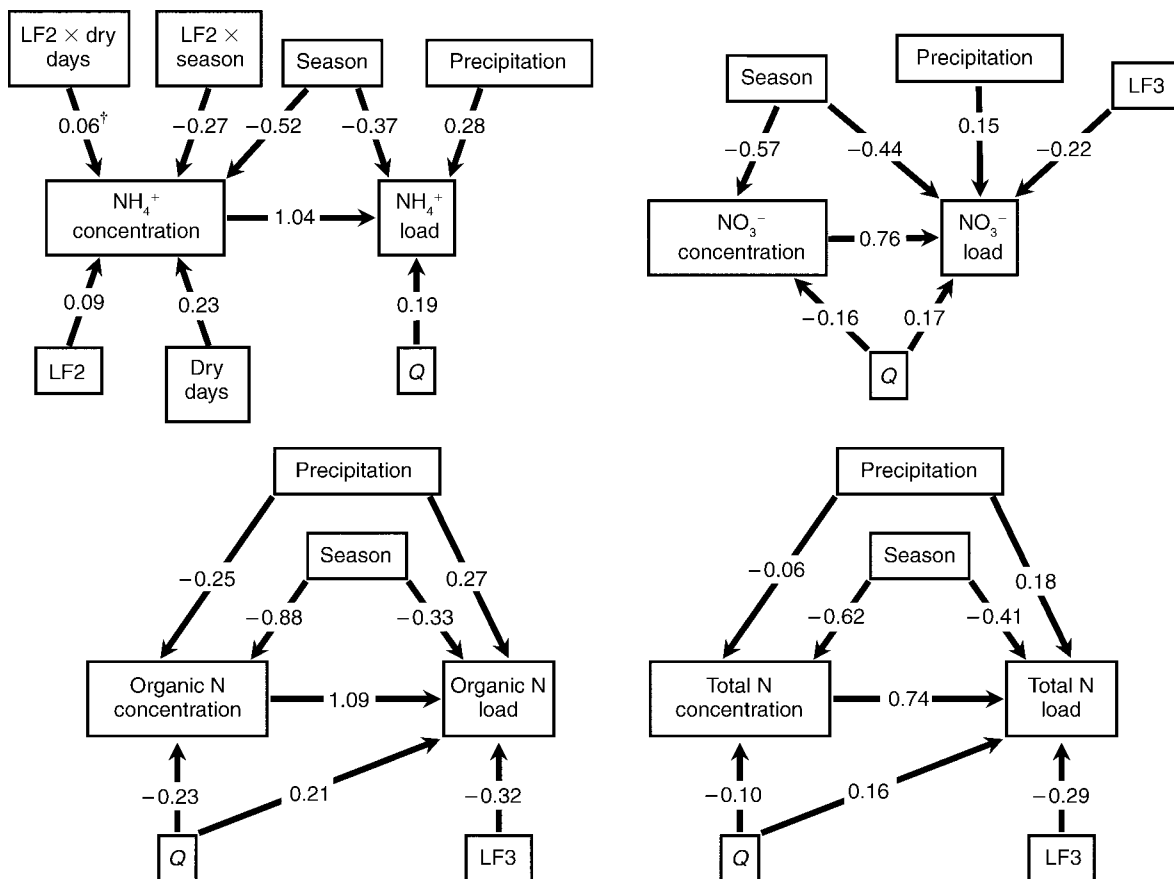 LF2 × dry
days
LF2 ×
season
Season
Precipitation
0.06†
−0.27
−0.52
−0.37
0.28
NH₄⁺
concentration
1.04
NH₄⁺
load
0.09
0.23
0.19
LF2
Dry
days
Q
Season
Precipitation
LF3
−0.57
−0.44
0.15
−0.22
NO₃⁻
concentration
0.76
NO₃⁻
load
−0.16
0.17
Q
Precipitation
Season
−0.25
0.27
−0.88
−0.33
Organic N
concentration
1.09
Organic N
load
−0.23
0.21
−0.32
Q
LF3
Precipitation
Season
−0.06
0.18
−0.62
−0.41
Total N
concentration
0.74
Total N
load
−0.10
0.16
−0.29
Q
LF3